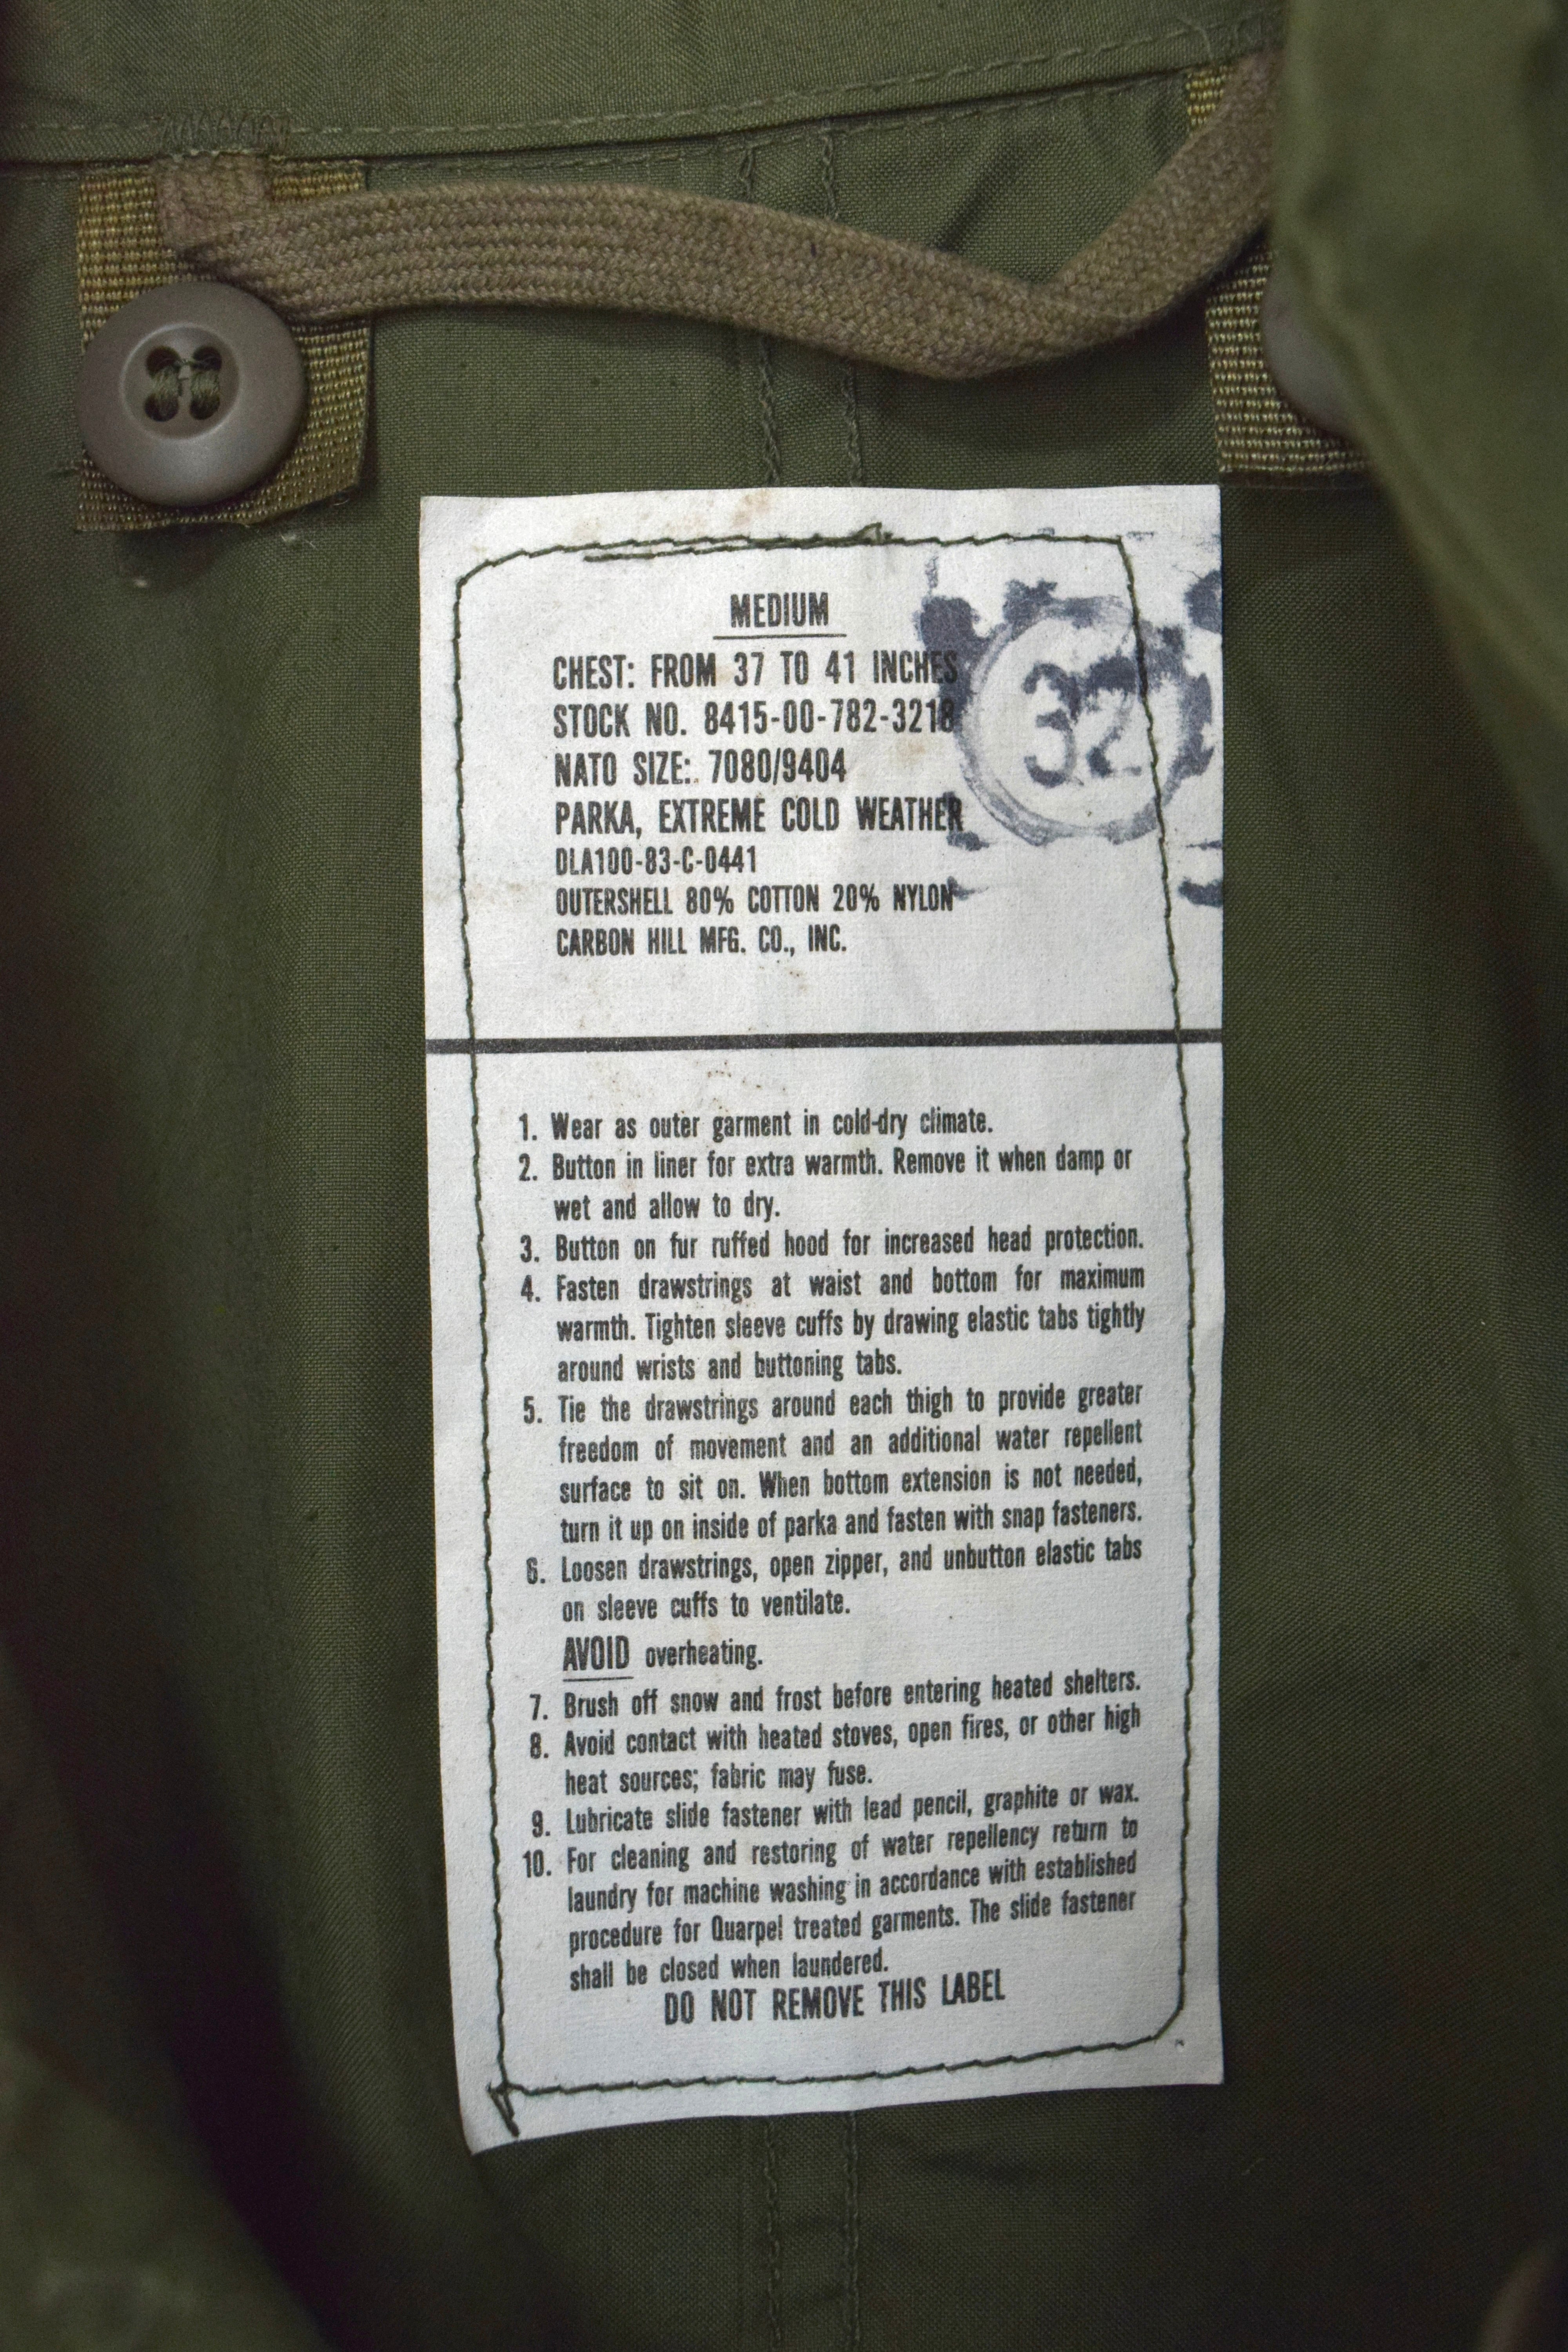 MEDIUM
CHEST: FROM 37 TO 41 INCHES
STOCK NO. 8415-00-782-3218
NATO SIZE: 7080/9404
PARKA, EXTREME COLD WEATHER
DLA100-83-C-0441
OUTERSHELL 80% COTTON 20% NYLON
CARBON HILL MFG. CO., INC.
32
1. Wear as outer garment in cold-dry climate.
2. Button in liner for extra warmth. Remove it when damp or
wet and allow to dry.
3. Button on fur ruffed hood for increased head protection.
4. Fasten drawstrings at waist and bottom for maximum
warmth. Tighten sleeve cuffs by drawing elastic tabs tightly
around wrists and buttoning tabs.
5. Tie the drawstrings around each thigh to provide greater
freedom of movement and an additional water repellent
surface to sit on. When bottom extension is not needed,
turn it up on inside of parka and fasten with snap fasteners.
6. Loosen drawstrings, open zipper, and unbutton elastic tabs
on sleeve cuffs to ventilate.
AVOID overheating.
7. Brush off snow and frost before entering heated shelters.
8. Avoid contact with heated stoves, open fires, or other high
heat sources; fabric may fuse.
9. Lubricate slide fastener with lead pencil, graphite or wax.
10. For cleaning and restoring of water repellency return to
laundry for machine washing in accordance with established
procedure for Quarpel treated garments. The slide fastener
shall be closed when laundered.
DO NOT REMOVE THIS LABEL